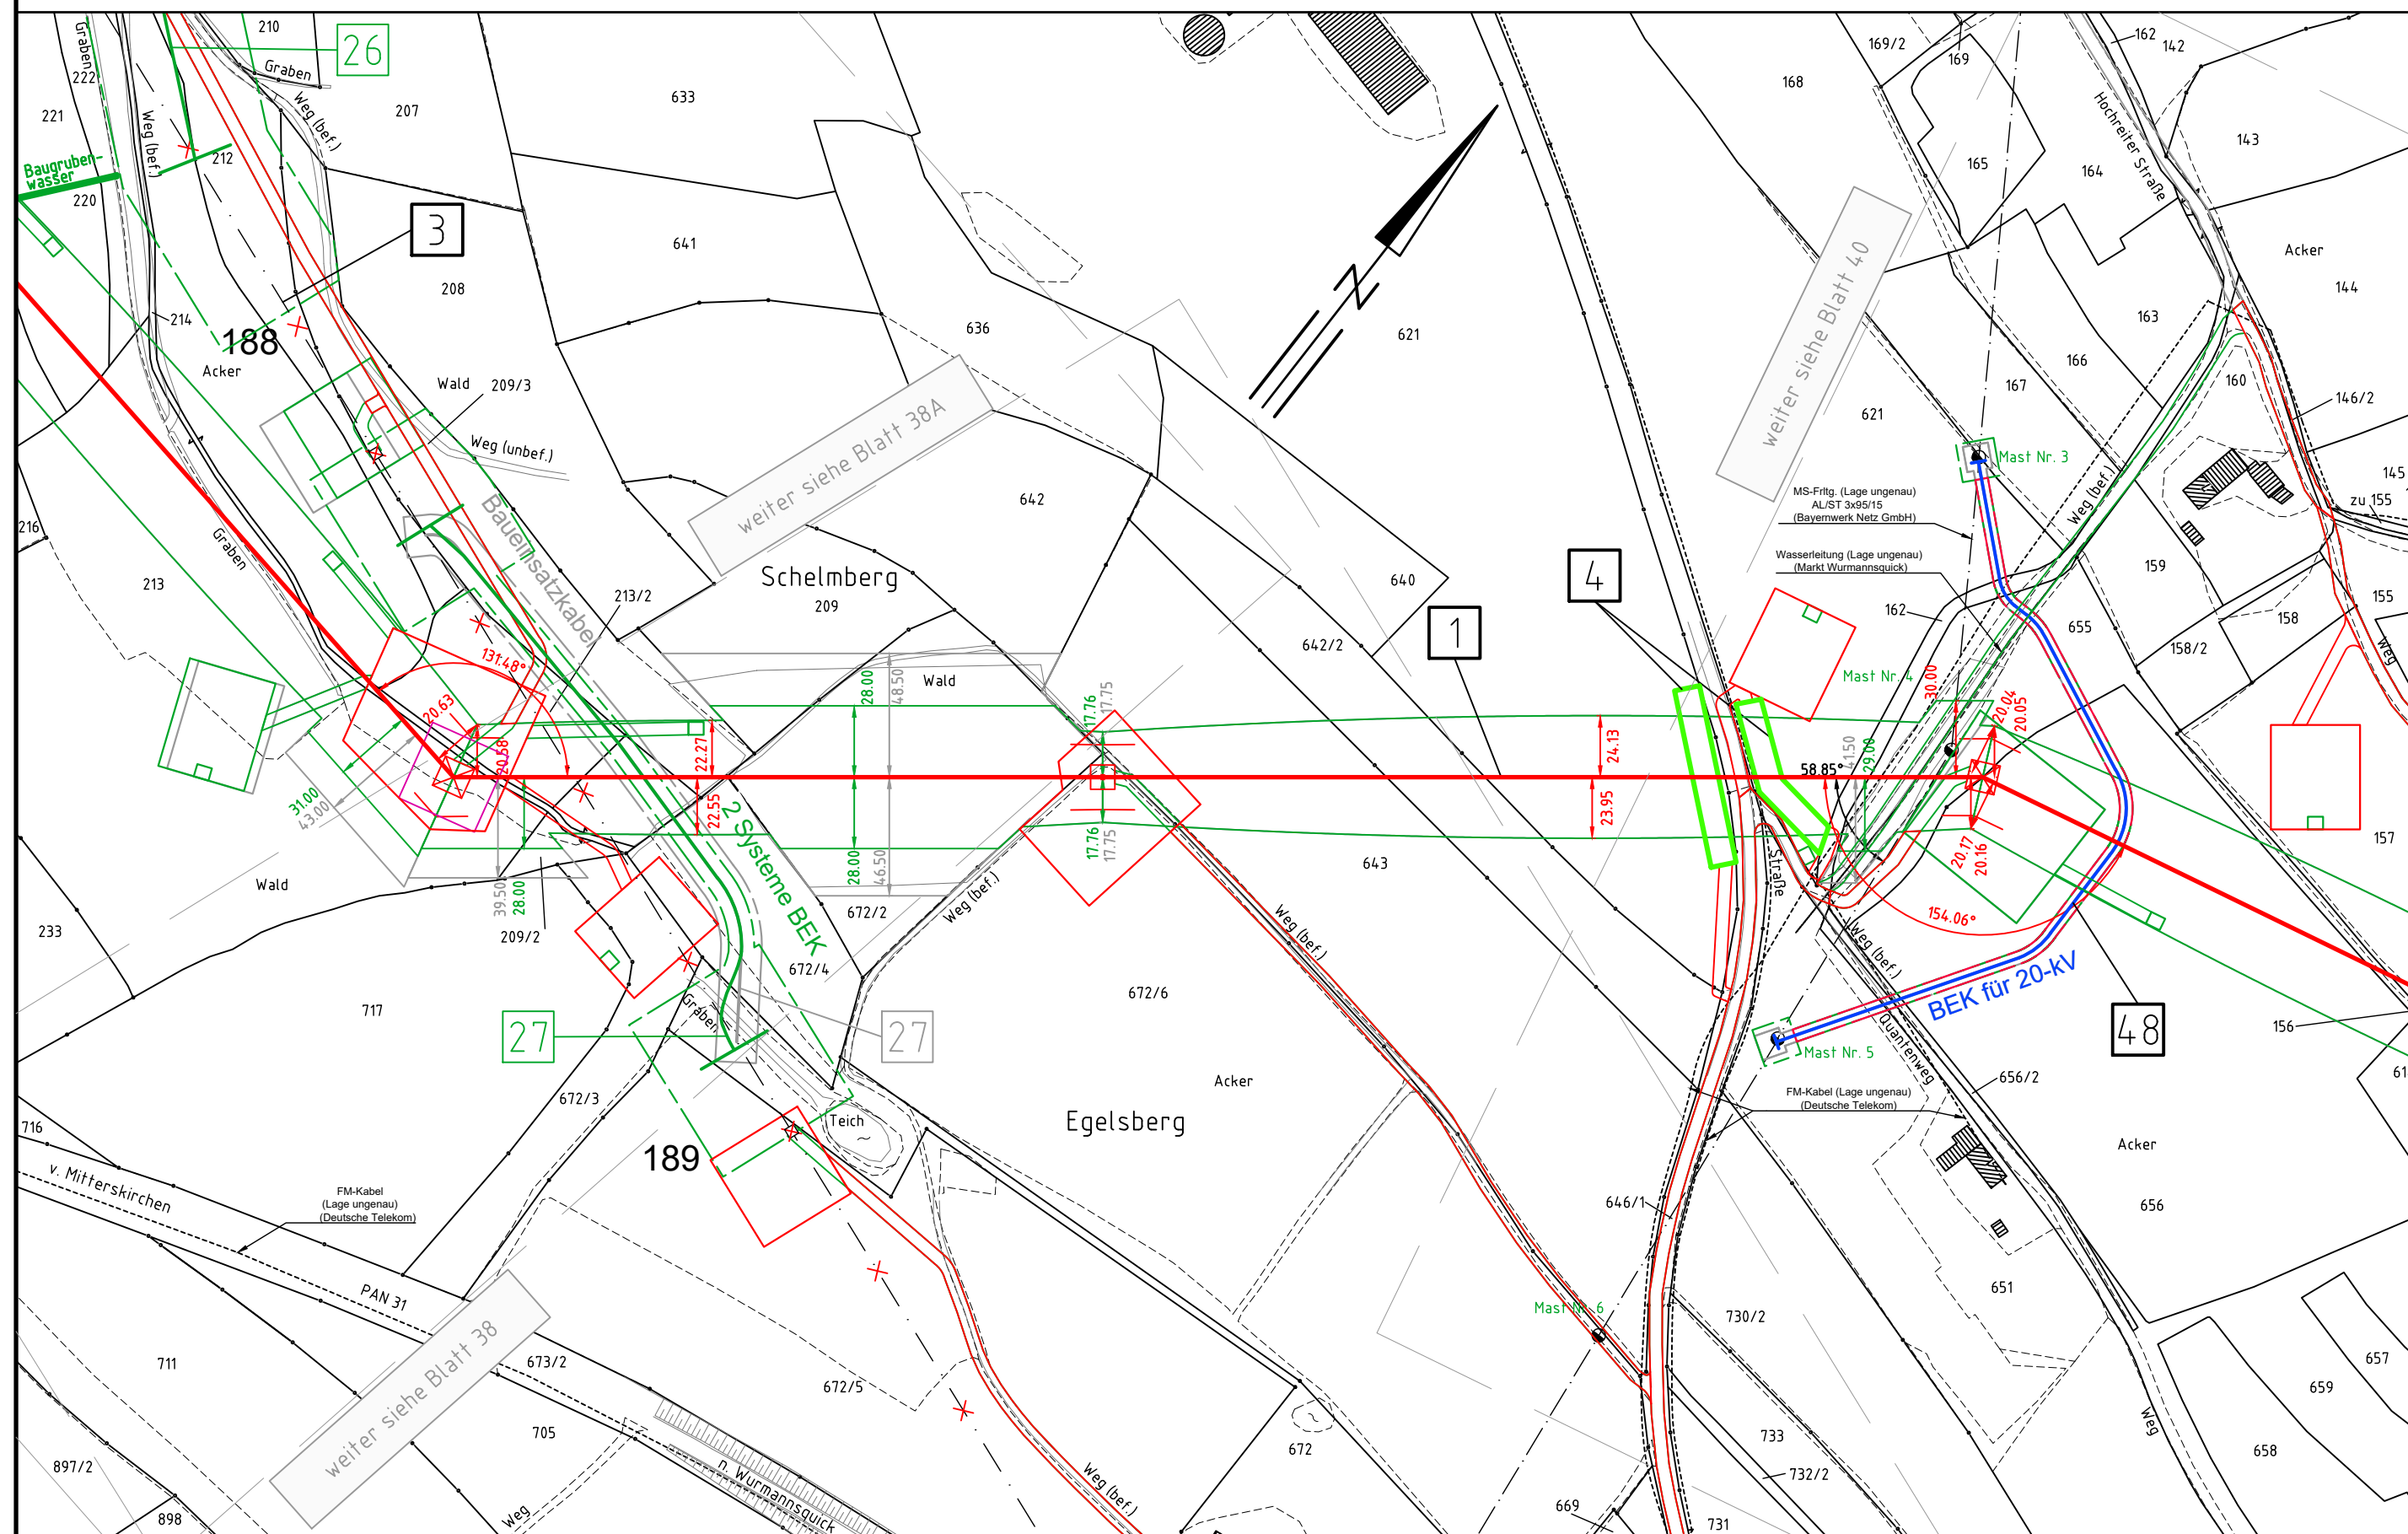 210
26
Graben
222
Graben
Weg (bef.)
Weg (bef.)
221
207
212
Baugruben-
wasser
220
3
214
188
208
Acker
Wald
209/3
Weg (unbef.)
633
641
636
642
weiter siehe Blatt 38A
Baueinsatzkabel
Schelmberg
209
213/2
216
213
Graben
131.48°
20.63
20.58
31.00
43.00
39.50
28.00
22.27
22.55
28.00
48.50
28.00
46.50
Wald
17.76
17.75
17.76
17.75
2 Systeme BEK
Wald
233
209/2
717
672/2
672/4
Weg (bef.)
Graben
27
27
672/3
189
Teich
716
v. Mitterskirchen
FM-Kabel
(Lage ungenau)
(Deutsche Telekom)
PAN 31
weiter siehe Blatt 38
711
673/2
705
672/5
897/2
898
Weg
n. Wurmannsquick
Weg (bef.)
672
N
621
640
642/2
1
4
24.13
23.95
643
Weg (bef.)
672/6
Acker
Egelsberg
Mast Nr. 6
646/1
669
168
169/2
169
162
142
143
165
164
Hochreiter Straße
Acker
144
weiter siehe Blatt 40
163
166
167
160
621
146/2
145
zu 155
Mast Nr. 3
MS-Frltg. (Lage ungenau)
AL/ST 3x95/15
(Bayernwerk Netz GmbH)
Wasserleitung (Lage ungenau)
(Markt Wurmannsquick)
Weg (bef.)
159
155
162
655
158
158/2
Weg
Mast Nr. 4
30.00
20.04
20.05
41.50
29.00
58.85°
20.17
20.16
154.06°
Straße
157
Weg (bef.)
BEK für 20-kV
48
156
Quantenweg
Mast Nr. 5
FM-Kabel (Lage ungenau)
(Deutsche Telekom)
656/2
61
Acker
656
651
730/2
657
659
658
Weg
733
732/2
731